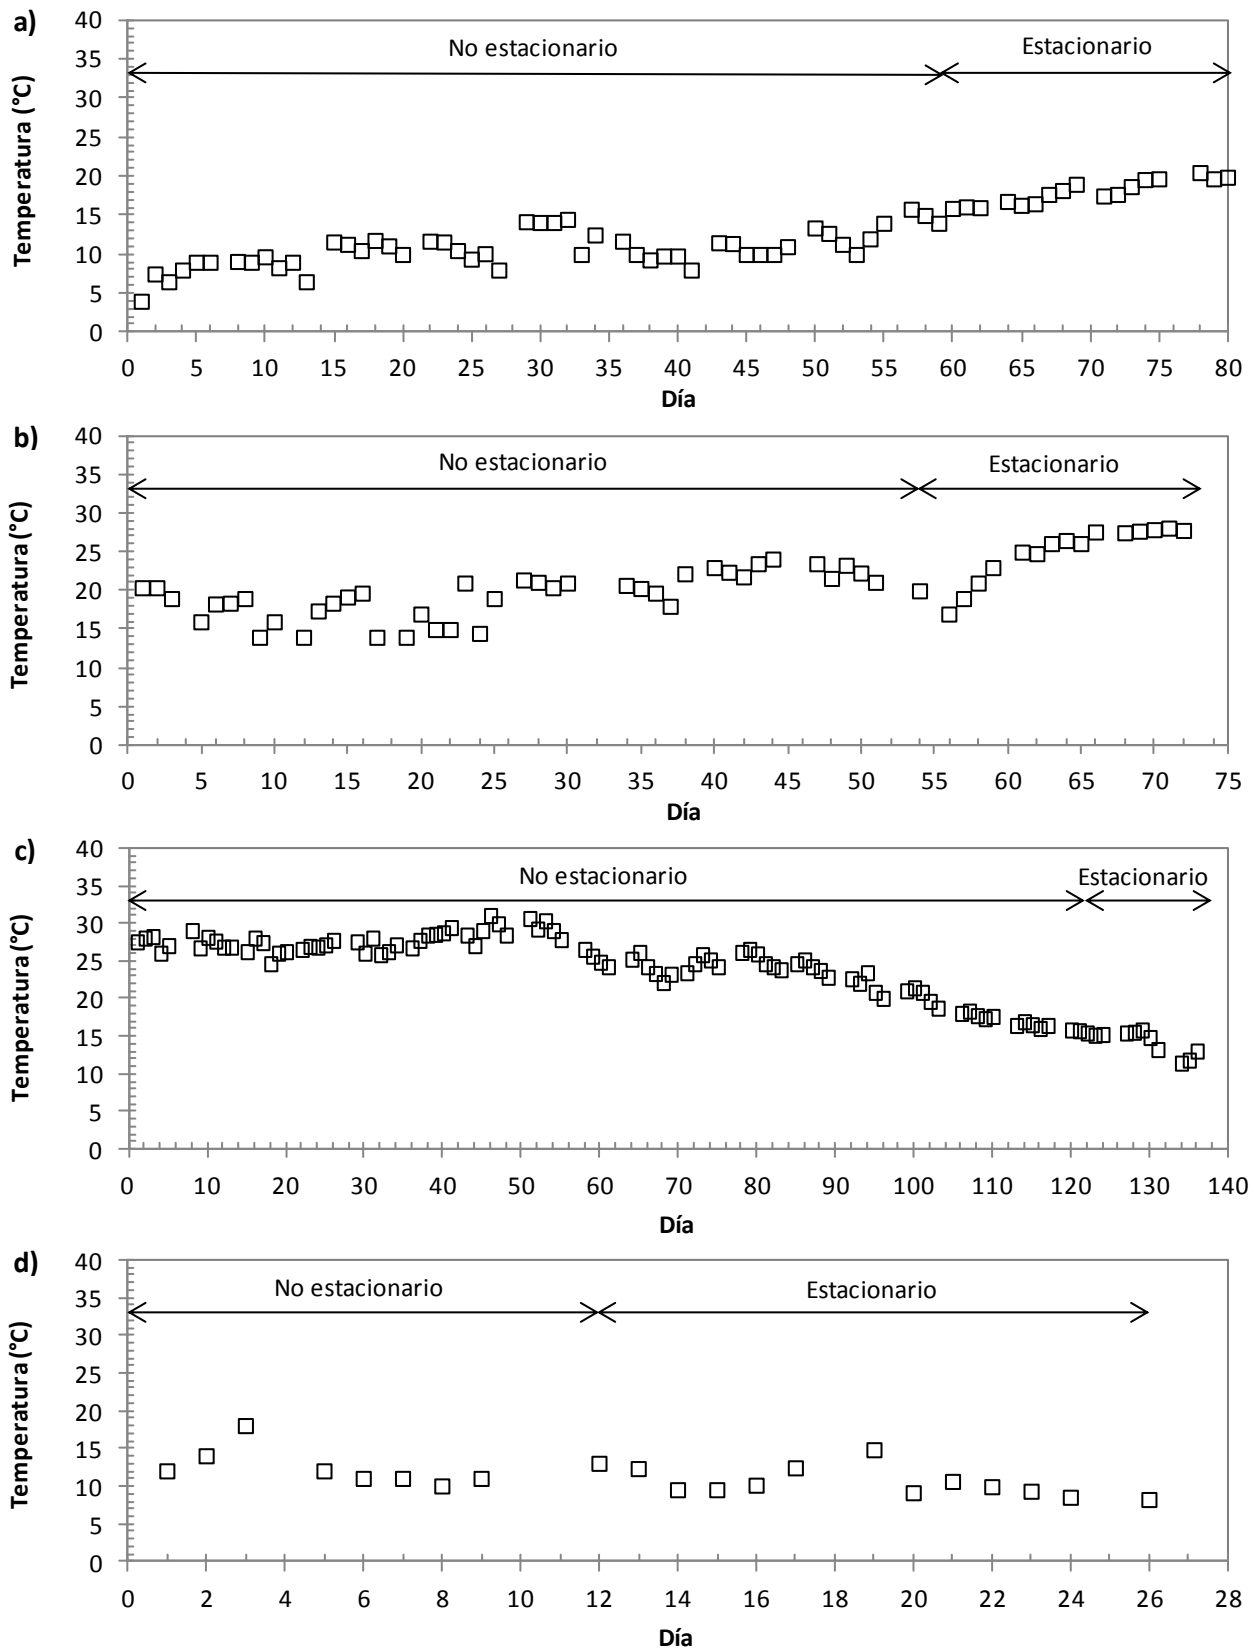 a)
No estacionario
Estacionario
Temperatura (°C)
40
35
30
25
20
15
10
5
0
0 5 10 15 20 25 30 35 40 45 50 55 60 65 70 75 80
Día
b)
No estacionario
Estacionario
Temperatura (°C)
40
35
30
25
20
15
10
5
0
0 5 10 15 20 25 30 35 40 45 50 55 60 65 70 75
Día
c)
No estacionario
Estacionario
Temperatura (°C)
40
35
30
25
20
15
10
5
0
0 10 20 30 40 50 60 70 80 90 100 110 120 130 140
Día
d)
No estacionario
Estacionario
Temperatura (°C)
40
35
30
25
20
15
10
5
0
0 2 4 6 8 10 12 14 16 18 20 22 24 26 28
Día